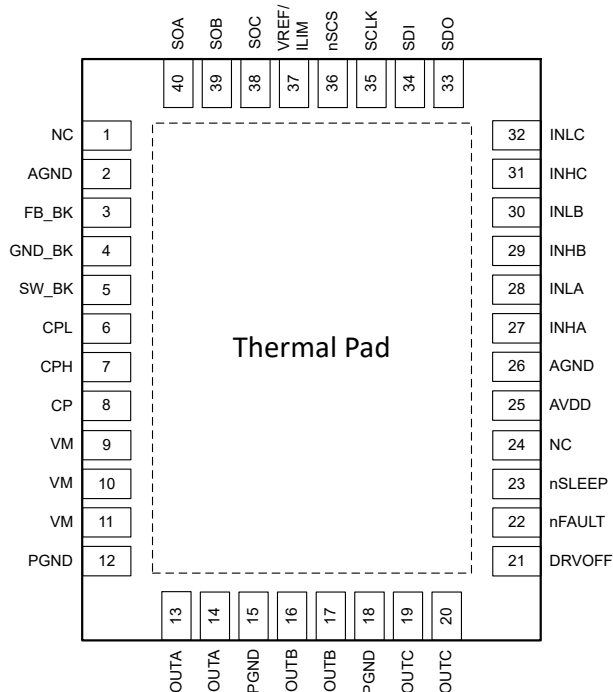 SOA
SOB
SOC
VREF/
ILIM
nSCS
SCLK
SDI
SDO
40
39
38
37
36
35
34
33
NC 1
AGND 2
FB_BK 3
GND_BK 4
SW_BK 5
CPL 6
CPH 7
CP 8
VM 9
VM 10
VM 11
PGND 12
Thermal Pad
32 INLC
31 INHC
30 INLB
29 INHB
28 INLA
27 INHA
26 AGND
25 AVDD
24 NC
23 nSLEEP
22 nFAULT
21 DRVOFF
13
14
15
16
17
18
19
20
OUTA
OUTA
PGND
OUTB
OUTB
PGND
OUTC
OUTC